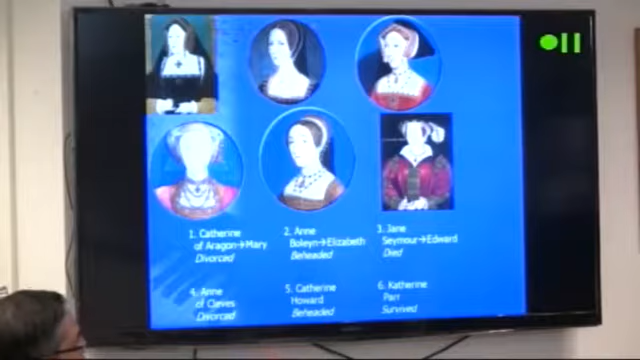 1. Catherine
of Aragon→Mary
Divorced
2. Anne
Boleyn→Elizabeth
Beheaded
3. Jane
Seymour→Edward
Died
4. Anne
of Cleves
Divorced
5. Catherine
Howard
Beheaded
6. Katherine
Parr
Survived